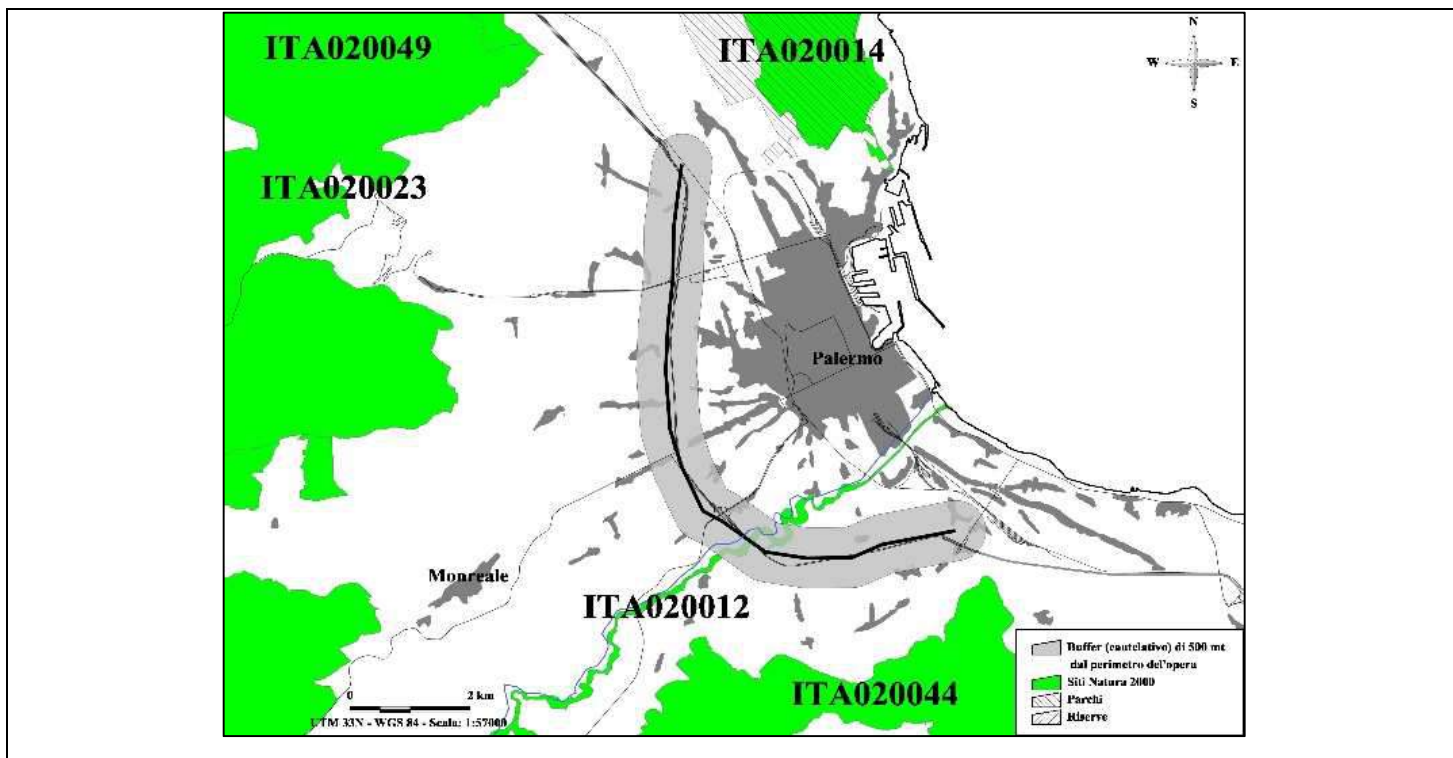 ITA020049
ITA020014
N
W E
S
ITA020023
Palermo
Monreale
ITA020012
ITA020044
0 2 km
UTM 33N - WGS 84 - Scala: 1:57000
Buffer (cautelativo) di 500 mt
dal perimetro del'opera
Siti Natura 2000
Parchi
Riserve